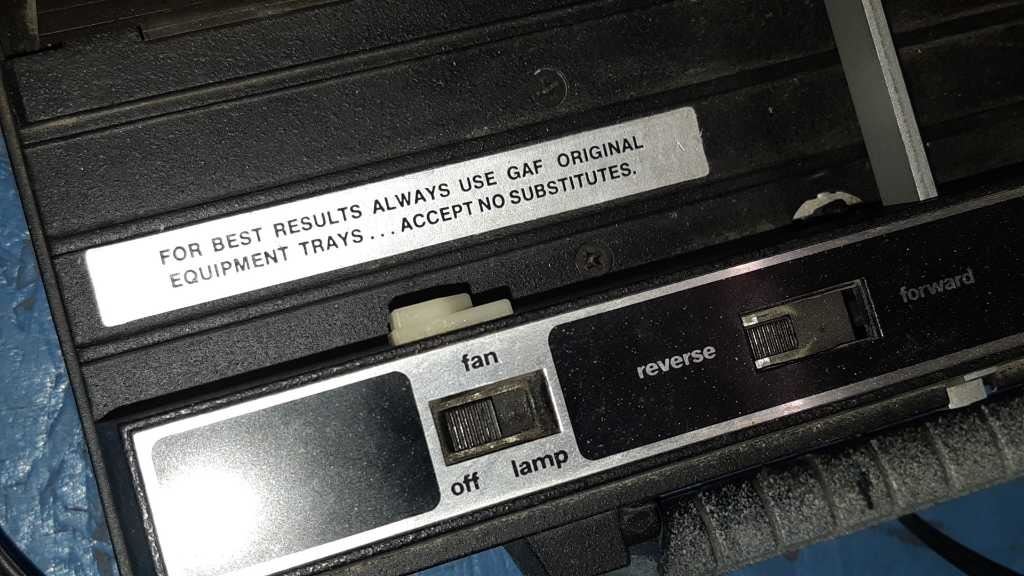 FOR BEST RESULTS ALWAYS USE GAF ORIGINAL
EQUIPMENT TRAYS . . . ACCEPT NO SUBSTITUTES.
fan
off lamp
reverse forward